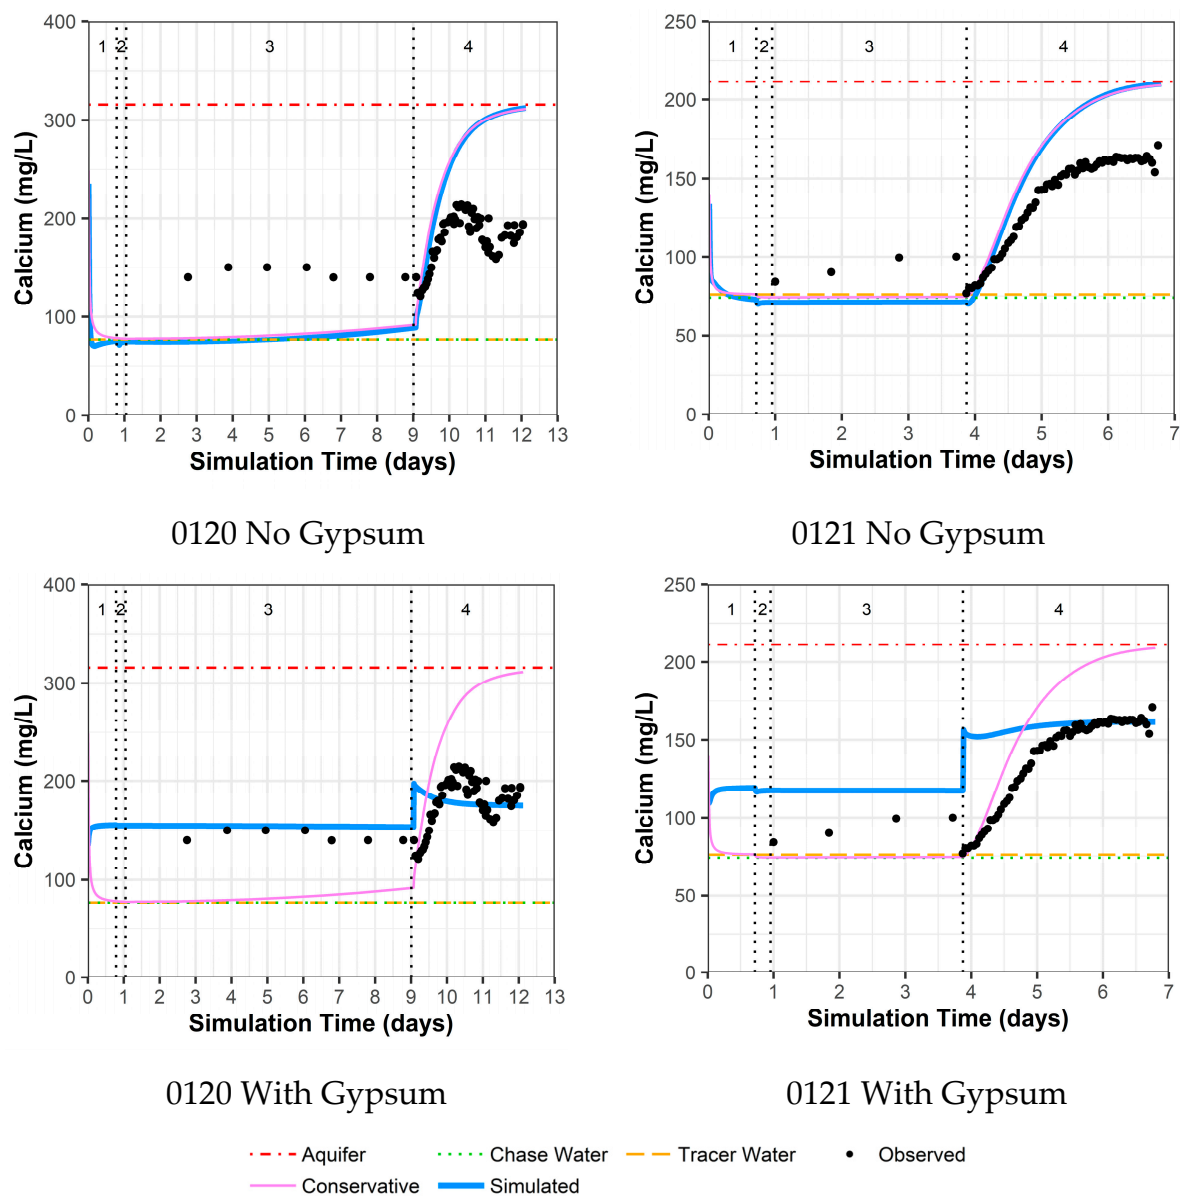 400
300
200
100
0
Calcium (mg/L)
1 2 3 4
0 1 2 3 4 5 6 7 8 9 10 11 12 13
Simulation Time (days)
0120 No Gypsum
250
200
150
100
50
0
Calcium (mg/L)
1 2 3 4
0 1 2 3 4 5 6 7
Simulation Time (days)
0121 No Gypsum
400
300
200
100
0
Calcium (mg/L)
1 2 3 4
0 1 2 3 4 5 6 7 8 9 10 11 12 13
Simulation Time (days)
0120 With Gypsum
250
200
150
100
50
0
Calcium (mg/L)
1 2 3 4
0 1 2 3 4 5 6 7
Simulation Time (days)
0121 With Gypsum
Aquifer Chase Water Tracer Water Observed
Conservative Simulated